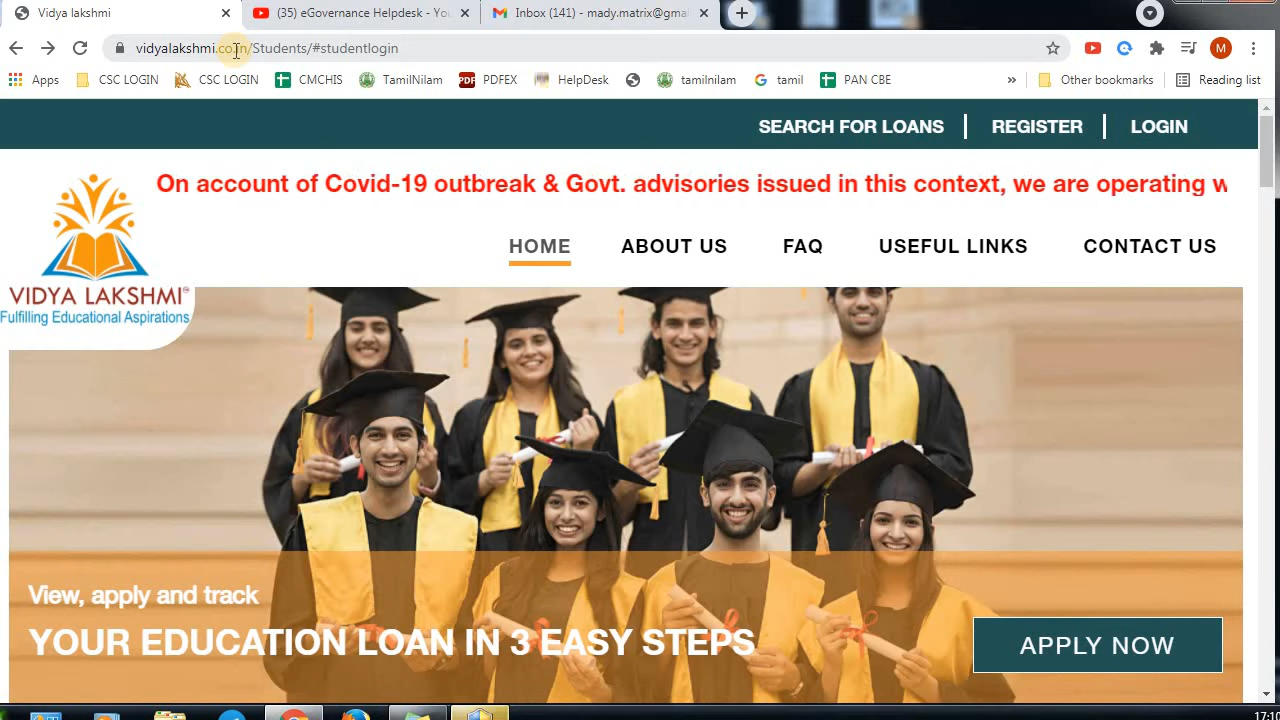 Vidya lakshmi
(35) eGovernance Helpdesk - You
Inbox (141) - mady.matrix@gmai
vidyalakshmi.co.in/Students/#studentlogin
M
Apps
CSC LOGIN
CSC LOGIN
CMCHIS
TamilNilam
PDF
PDFEX
HelpDesk
tamilnilam
tamil
PAN CBE
»
Other bookmarks
Reading list
SEARCH FOR LOANS
REGISTER
LOGIN
On account of Covid-19 outbreak & Govt. advisories issued in this context, we are operating w
HOME
ABOUT US
FAQ
USEFUL LINKS
CONTACT US
VIDYA LAKSHMI
Fulfilling Educational Aspirations
View, apply and track
YOUR EDUCATION LOAN IN 3 EASY STEPS
APPLY NOW